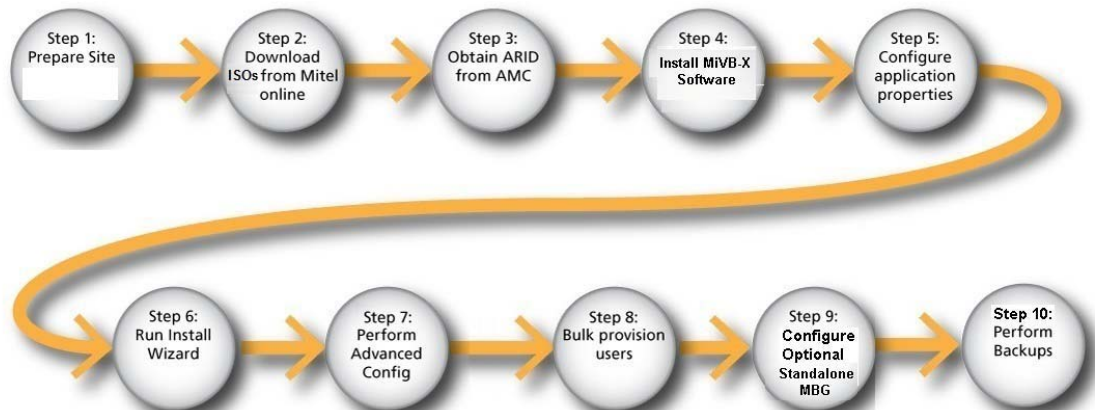 Step 1:
Prepare Site
Step 2:
Download
ISOs from Mitel
online
Step 3:
Obtain ARID
from AMC
Step 4:
Install MiVB-X
Software
Step 5:
Configure
application
properties
Step 6:
Run Install
Wizard
Step 7:
Perform
Advanced
Config
Step 8:
Bulk provision
users
Step 9:
Configure
Optional
Standalone
MBG
Step 10:
Perform
Backups